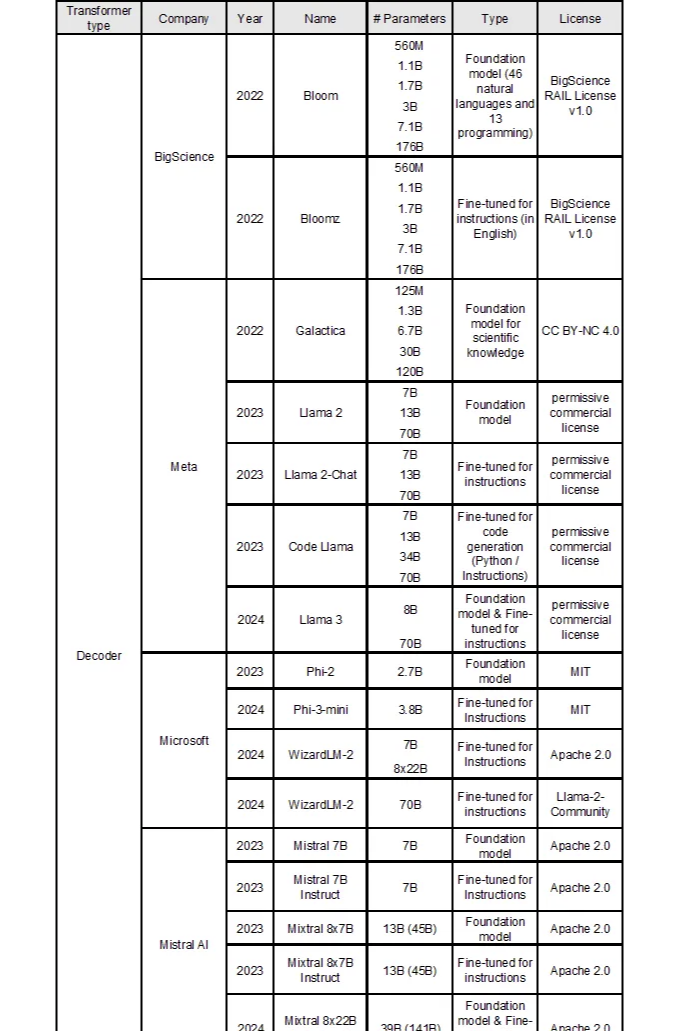 Transformer type | Company | Year | Name | # Parameters | Type | License
Decoder
BigScience
2022 | Bloom
560M
1.1B
1.7B
3B
7.1B
176B
Foundation
model (46
natural
languages and
13
programming)
BigScience
RAIL License
v1.0
2022 | Bloomz
560M
1.1B
1.7B
3B
7.1B
176B
Fine-tuned for
instructions (in
English)
BigScience
RAIL License
v1.0
Meta
2022 | Galactica
125M
1.3B
6.7B
30B
120B
Foundation
model for
scientific
knowledge
CC BY-NC 4.0
2023 | Llama 2
7B
13B
70B
Foundation
model
permissive
commercial
license
2023 | Llama 2-Chat
7B
13B
70B
Fine-tuned for
instructions
permissive
commercial
license
2023 | Code Llama
7B
13B
34B
70B
Fine-tuned for
code
generation
(Python /
Instructions)
permissive
commercial
license
2024 | Llama 3
8B
70B
Foundation
model & Fine-
tuned for
instructions
permissive
commercial
license
Microsoft
2023 | Phi-2 | 2.7B
Foundation
model
MIT
2024 | Phi-3-mini | 3.8B
Fine-tuned for
Instructions
MIT
2024 | WizardLM-2
7B
8x22B
Fine-tuned for
Instructions
Apache 2.0
2024 | WizardLM-2 | 70B
Fine-tuned for
instructions
Llama-2-
Community
Mistral AI
2023 | Mistral 7B | 7B
Foundation
model
Apache 2.0
2023
Mistral 7B
Instruct
7B
Fine-tuned for
Instructions
Apache 2.0
2023 | Mixtral 8x7B | 13B (45B)
Foundation
model
Apache 2.0
2023
Mixtral 8x7B
Instruct
13B (45B)
Fine-tuned for
instructions
Apache 2.0
2024
Mixtral 8x22B
39B (141B)
Foundation
model & Fine-
Apache 2.0